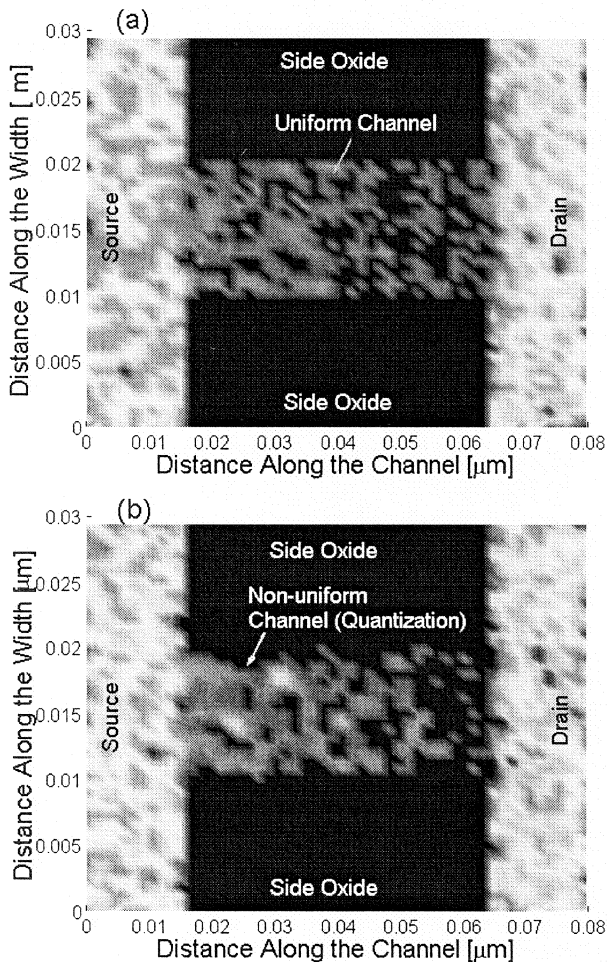 (a)
0.03
0.025
0.02
0.015
0.01
0.005
0
Distance Along the Width [ m]
Side Oxide
Uniform Channel
Source
Drain
Side Oxide
0 0.01 0.02 0.03 0.04 0.05 0.06 0.07 0.08
Distance Along the Channel [μm]
(b)
0.03
0.025
0.02
0.015
0.01
0.005
0
Distance Along the Width [μm]
Side Oxide
Non-uniform
Channel (Quantization)
Source
Drain
Side Oxide
0 0.01 0.02 0.03 0.04 0.05 0.06 0.07 0.08
Distance Along the Channel [μm]